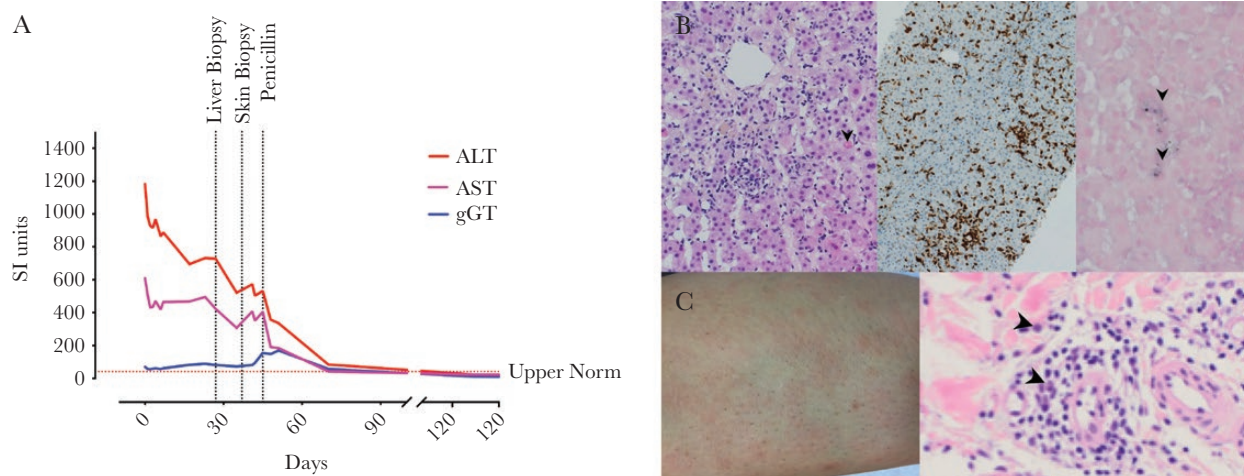 A
Liver Biopsy
Skin Biopsy
Penicillin
1400
1200
1000
800
600
400
200
0
SI units
ALT
AST
gGT
Upper Norm
0
30
60
90
120
120
Days
B
C